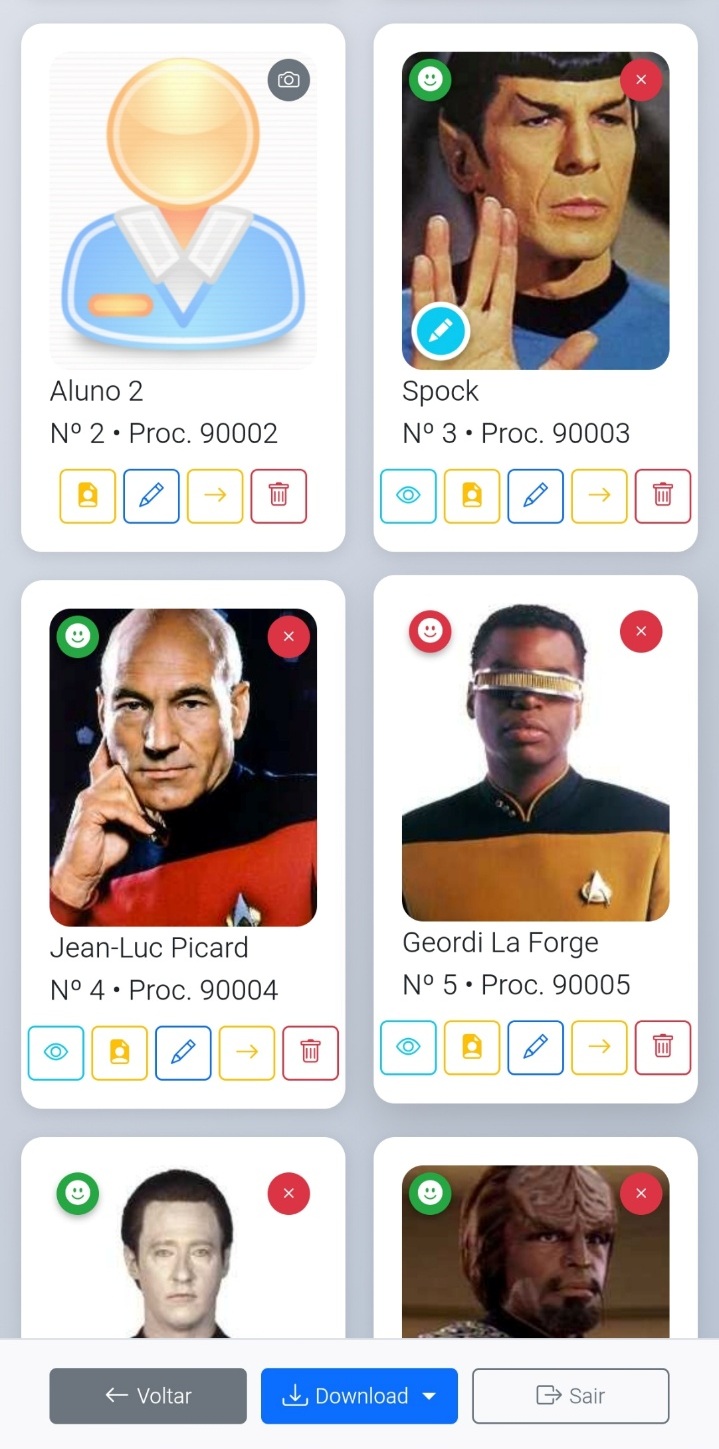 Aluno 2
Nº 2 • Proc. 90002
Spock
Nº 3 • Proc. 90003
Jean-Luc Picard
Nº 4 • Proc. 90004
Geordi La Forge
Nº 5 • Proc. 90005
Voltar
Download
Sair